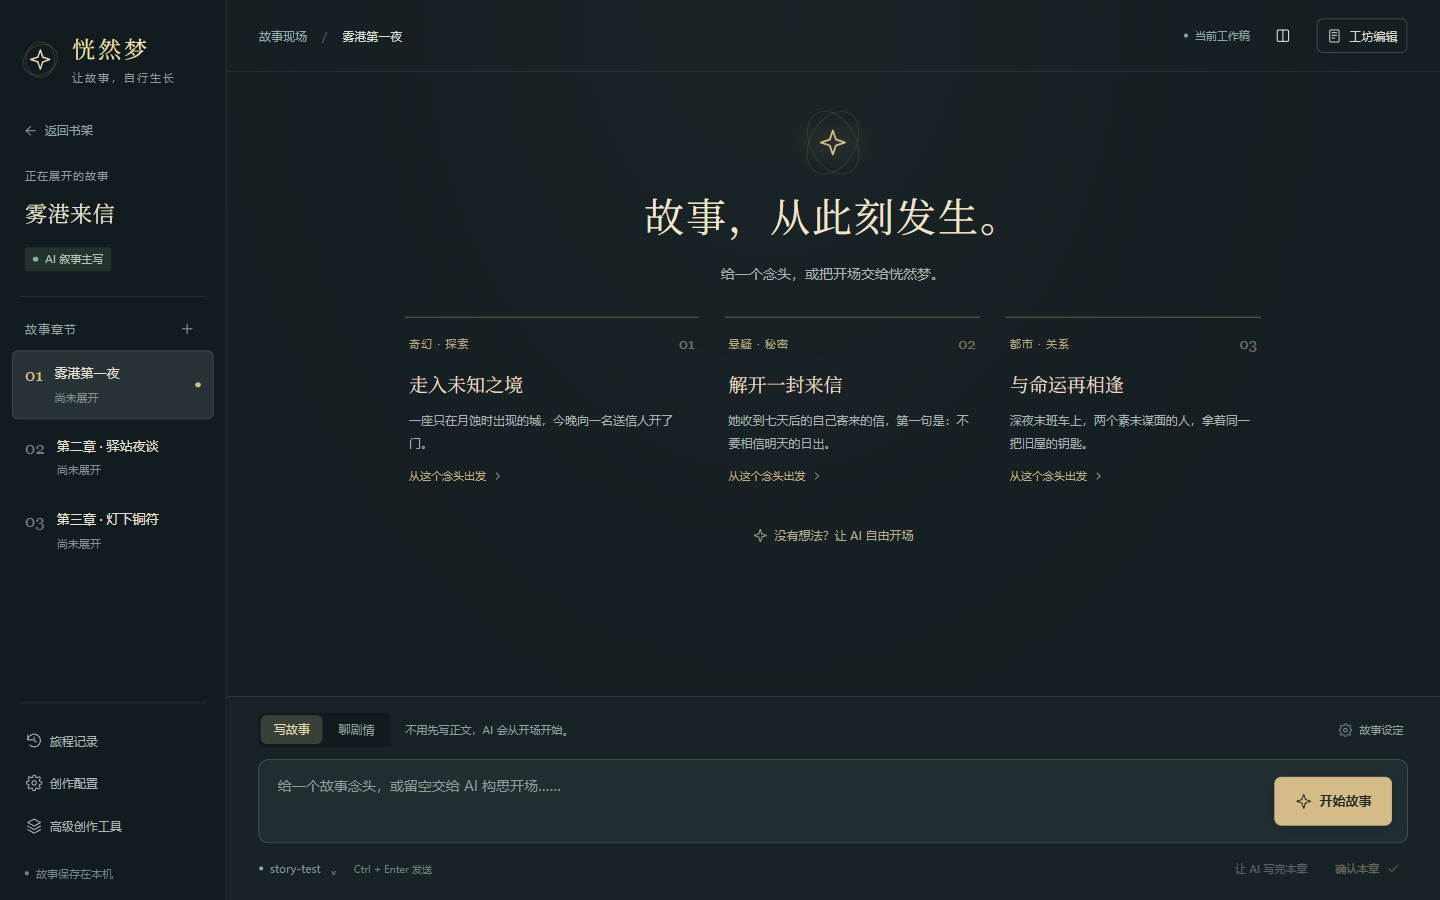 恍然梦
让故事，自行生长
返回书架
正在展开的故事
雾港来信
AI 叙事主写
故事章节
01 雾港第一夜
尚未展开
02 第二章 · 驿站夜谈
尚未展开
03 第三章 · 灯下铜符
尚未展开
旅程记录
创作配置
高级创作工具
故事保存在本机
故事现场 / 雾港第一夜
当前工作稿
工坊编辑
故事，从此刻发生。
给一个念头，或把开场交给恍然梦。
奇幻 · 探索 01
走入未知之境
一座只在月蚀时出现的城，今晚向一名送信人开了
门。
从这个念头出发
悬疑 · 秘密 02
解开一封来信
她收到七天后的自己寄来的信，第一句是：不
要相信明天的日出。
从这个念头出发
都市 · 关系 03
与命运再相逢
深夜末班车上，两个素未谋面的人，拿着同一
把旧屋的钥匙。
从这个念头出发
没有想法？让 AI 自由开场
写故事 聊剧情 不用先写正文，AI 会从开场开始。
故事设定
给一个故事念头，或留空交给 AI 构思开场……
开始故事
story-test Ctrl + Enter 发送
让 AI 写完本章 确认本章